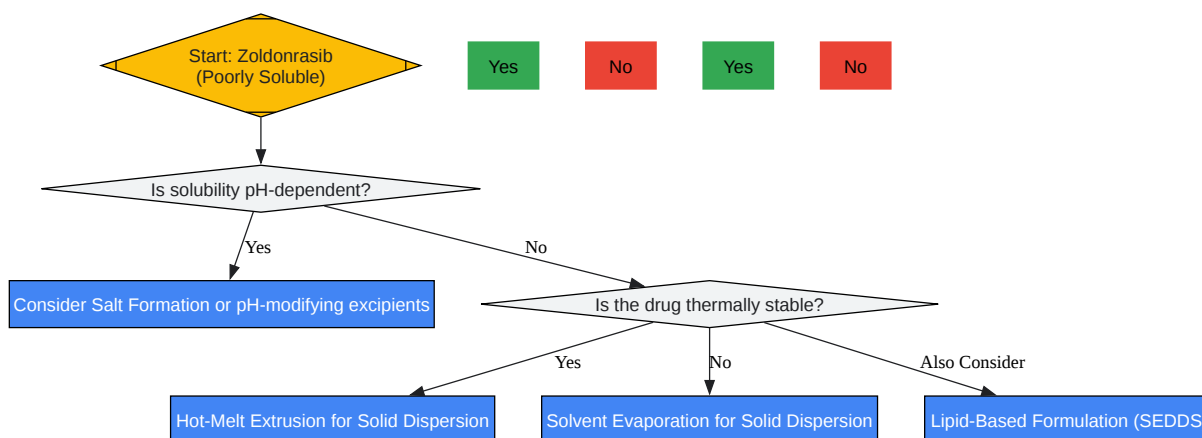 Start: Zoldonrasib
(Poorly Soluble)
Yes
No
Yes
No
Is solubility pH-dependent?
Yes
No
Consider Salt Formation or pH-modifying excipients
Is the drug thermally stable?
Yes
No
Also Consider
Hot-Melt Extrusion for Solid Dispersion
Solvent Evaporation for Solid Dispersion
Lipid-Based Formulation (SEDDS